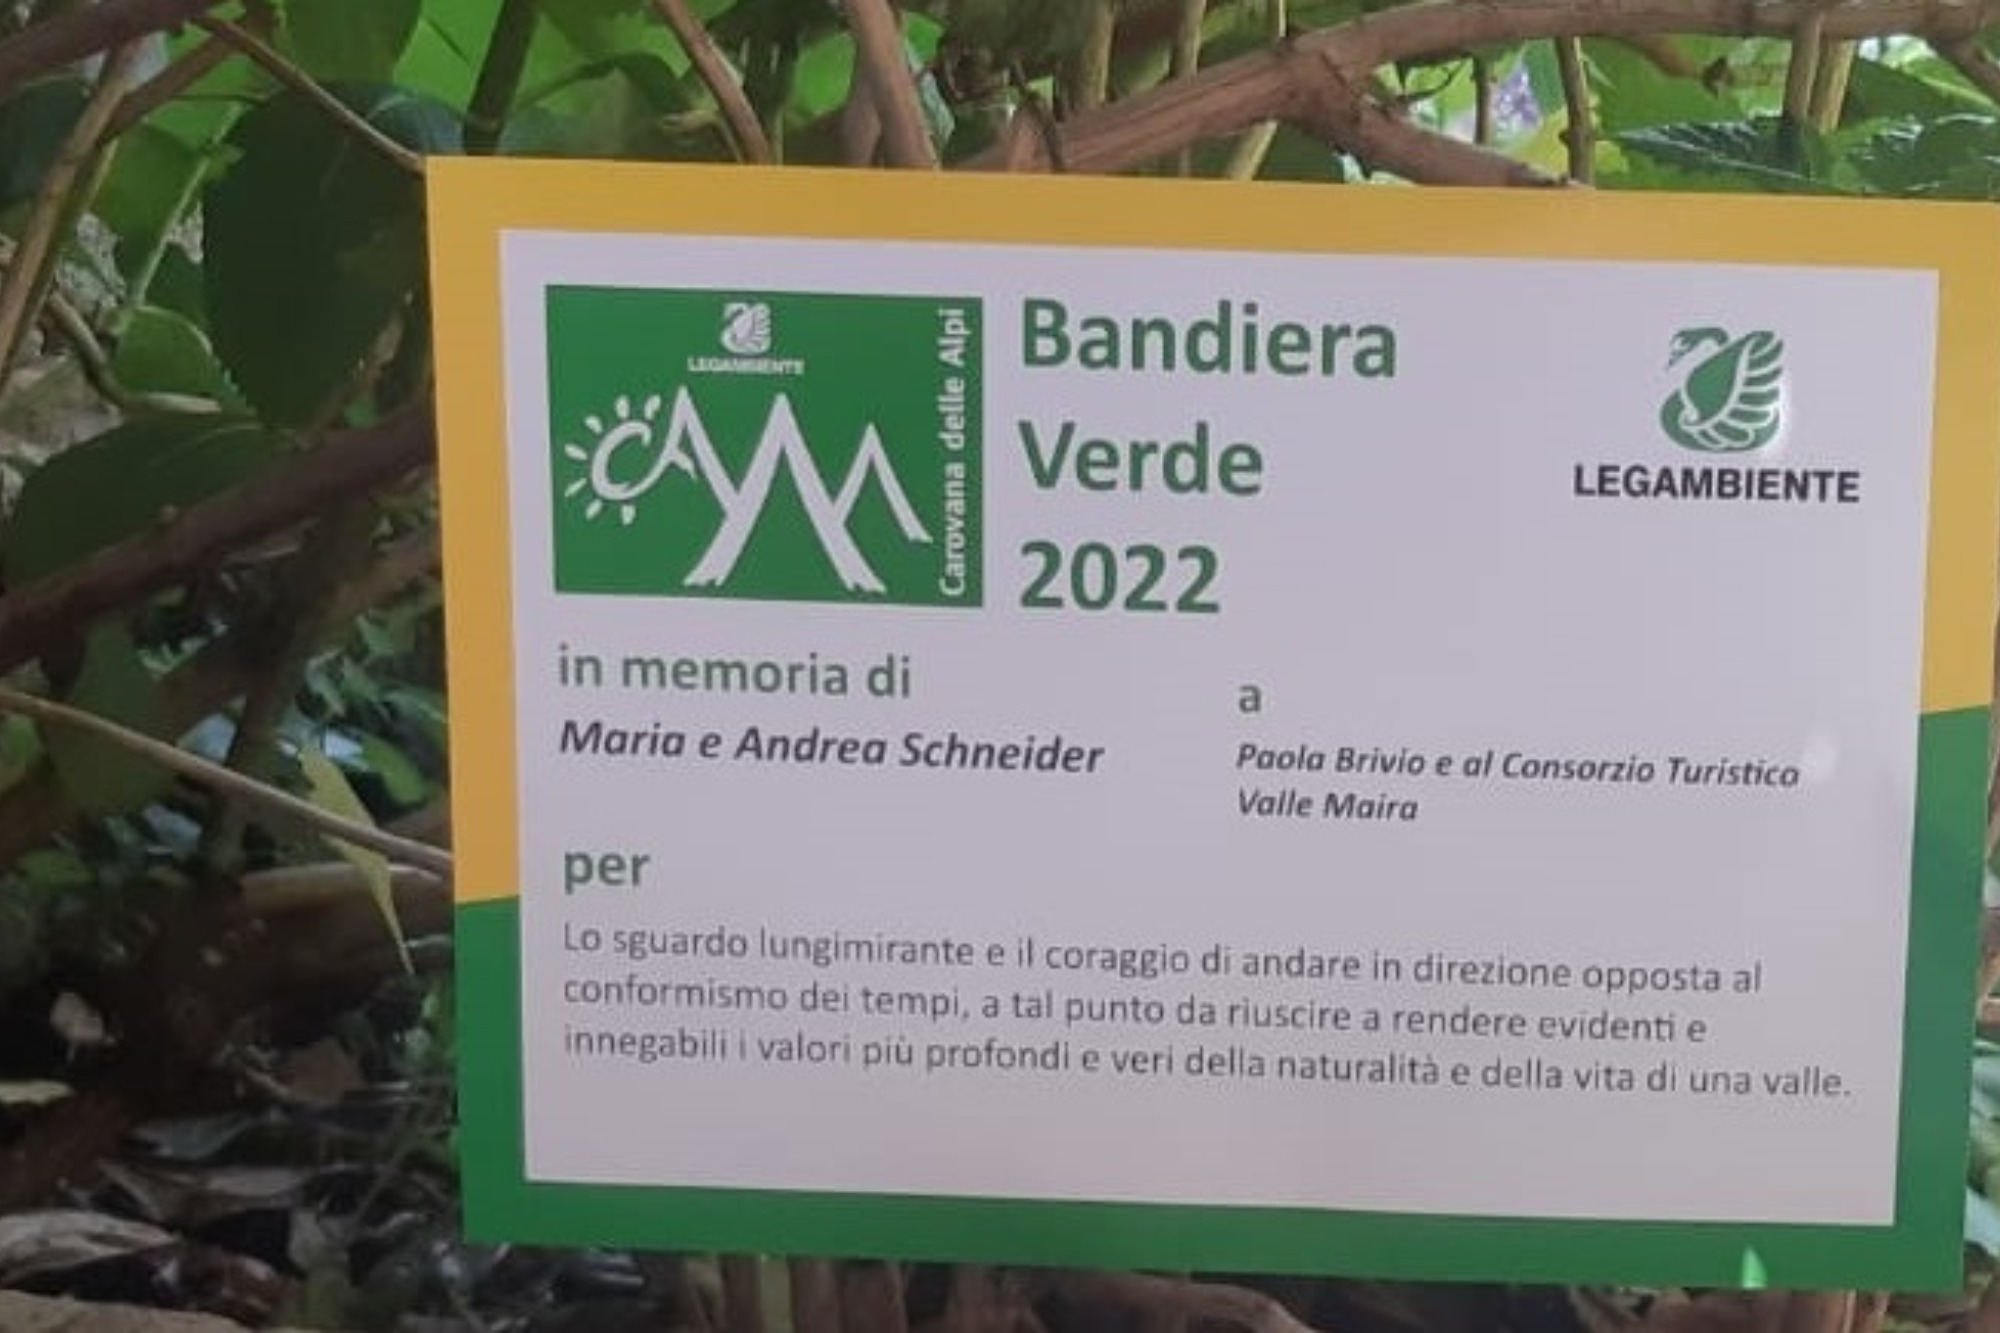 LEGAMBIENTE
CAM
Carovana delle Alpi
Bandiera
Verde
2022
LEGAMBIENTE
in memoria di
Maria e Andrea Schneider
a
Paola Brivio e al Consorzio Turistico
Valle Maira
per
Lo sguardo lungimirante e il coraggio di andare in direzione opposta al
conformismo dei tempi, a tal punto da riuscire a rendere evidenti e
innegabili i valori più profondi e veri della naturalità e della vita di una valle.